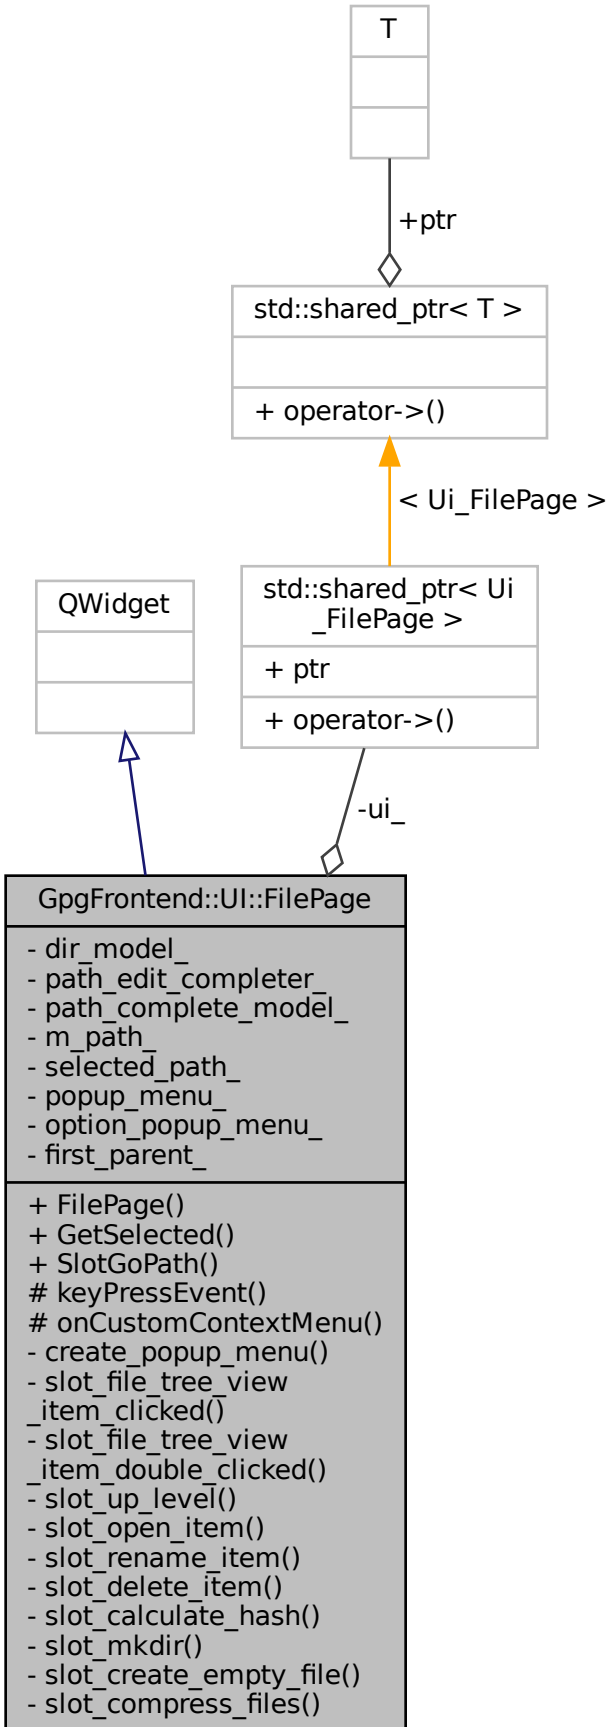 T
+ptr
std::shared_ptr< T >
+ operator->()
< Ui_FilePage >
QWidget
std::shared_ptr< Ui
_FilePage >
+ ptr
+ operator->()
-ui_
GpgFrontend::UI::FilePage
- dir_model_
- path_edit_completer_
- path_complete_model_
- m_path_
- selected_path_
- popup_menu_
- option_popup_menu_
- first_parent_
+ FilePage()
+ GetSelected()
+ SlotGoPath()
# keyPressEvent()
# onCustomContextMenu()
- create_popup_menu()
- slot_file_tree_view
_item_clicked()
- slot_file_tree_view
_item_double_clicked()
- slot_up_level()
- slot_open_item()
- slot_rename_item()
- slot_delete_item()
- slot_calculate_hash()
- slot_mkdir()
- slot_create_empty_file()
- slot_compress_files()